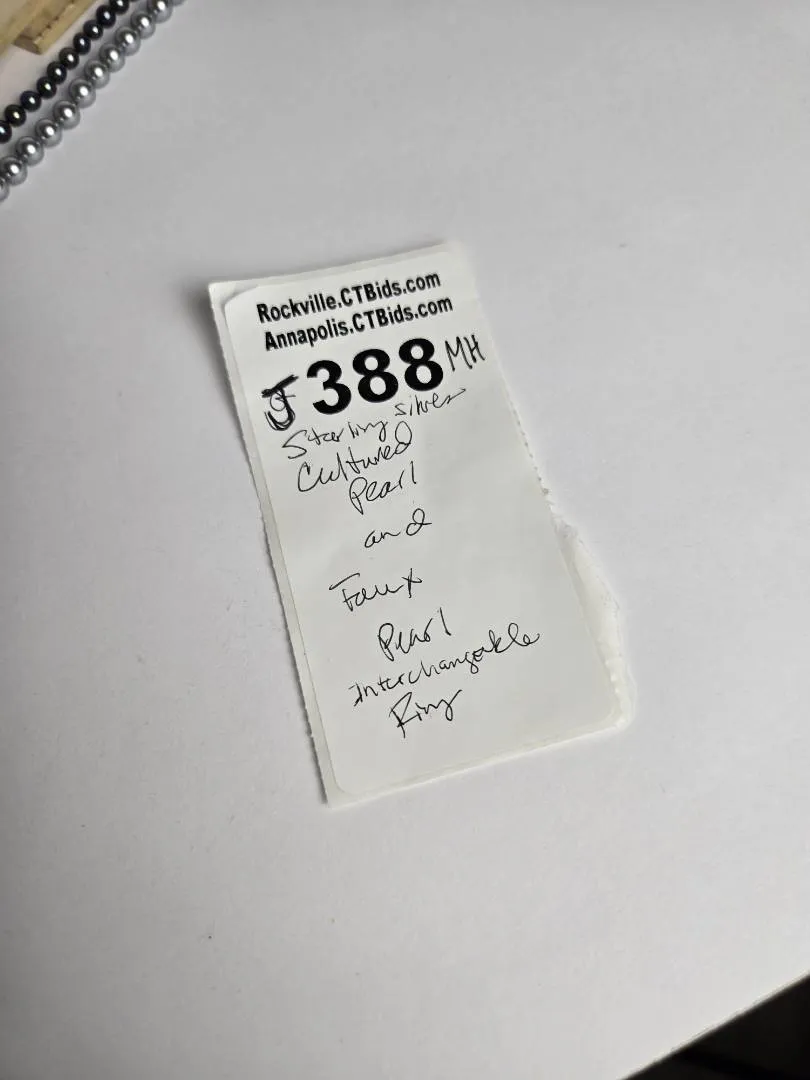 Rockville.CTBids.com
Annapolis.CTBids.com
J 388 MH
Sterling silver
Cultured
Pearl
and
Faux
Pearl
Interchangeable
Ring